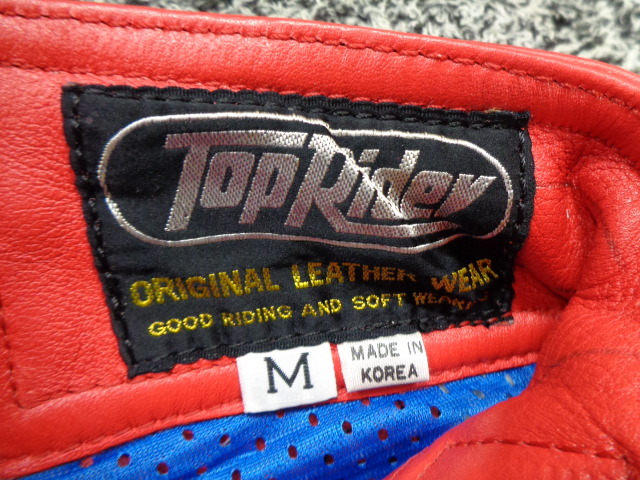 TopRider
ORIGINAL LEATHER WEAR
GOOD RIDING AND SOFT
M
MADE IN
KOREA